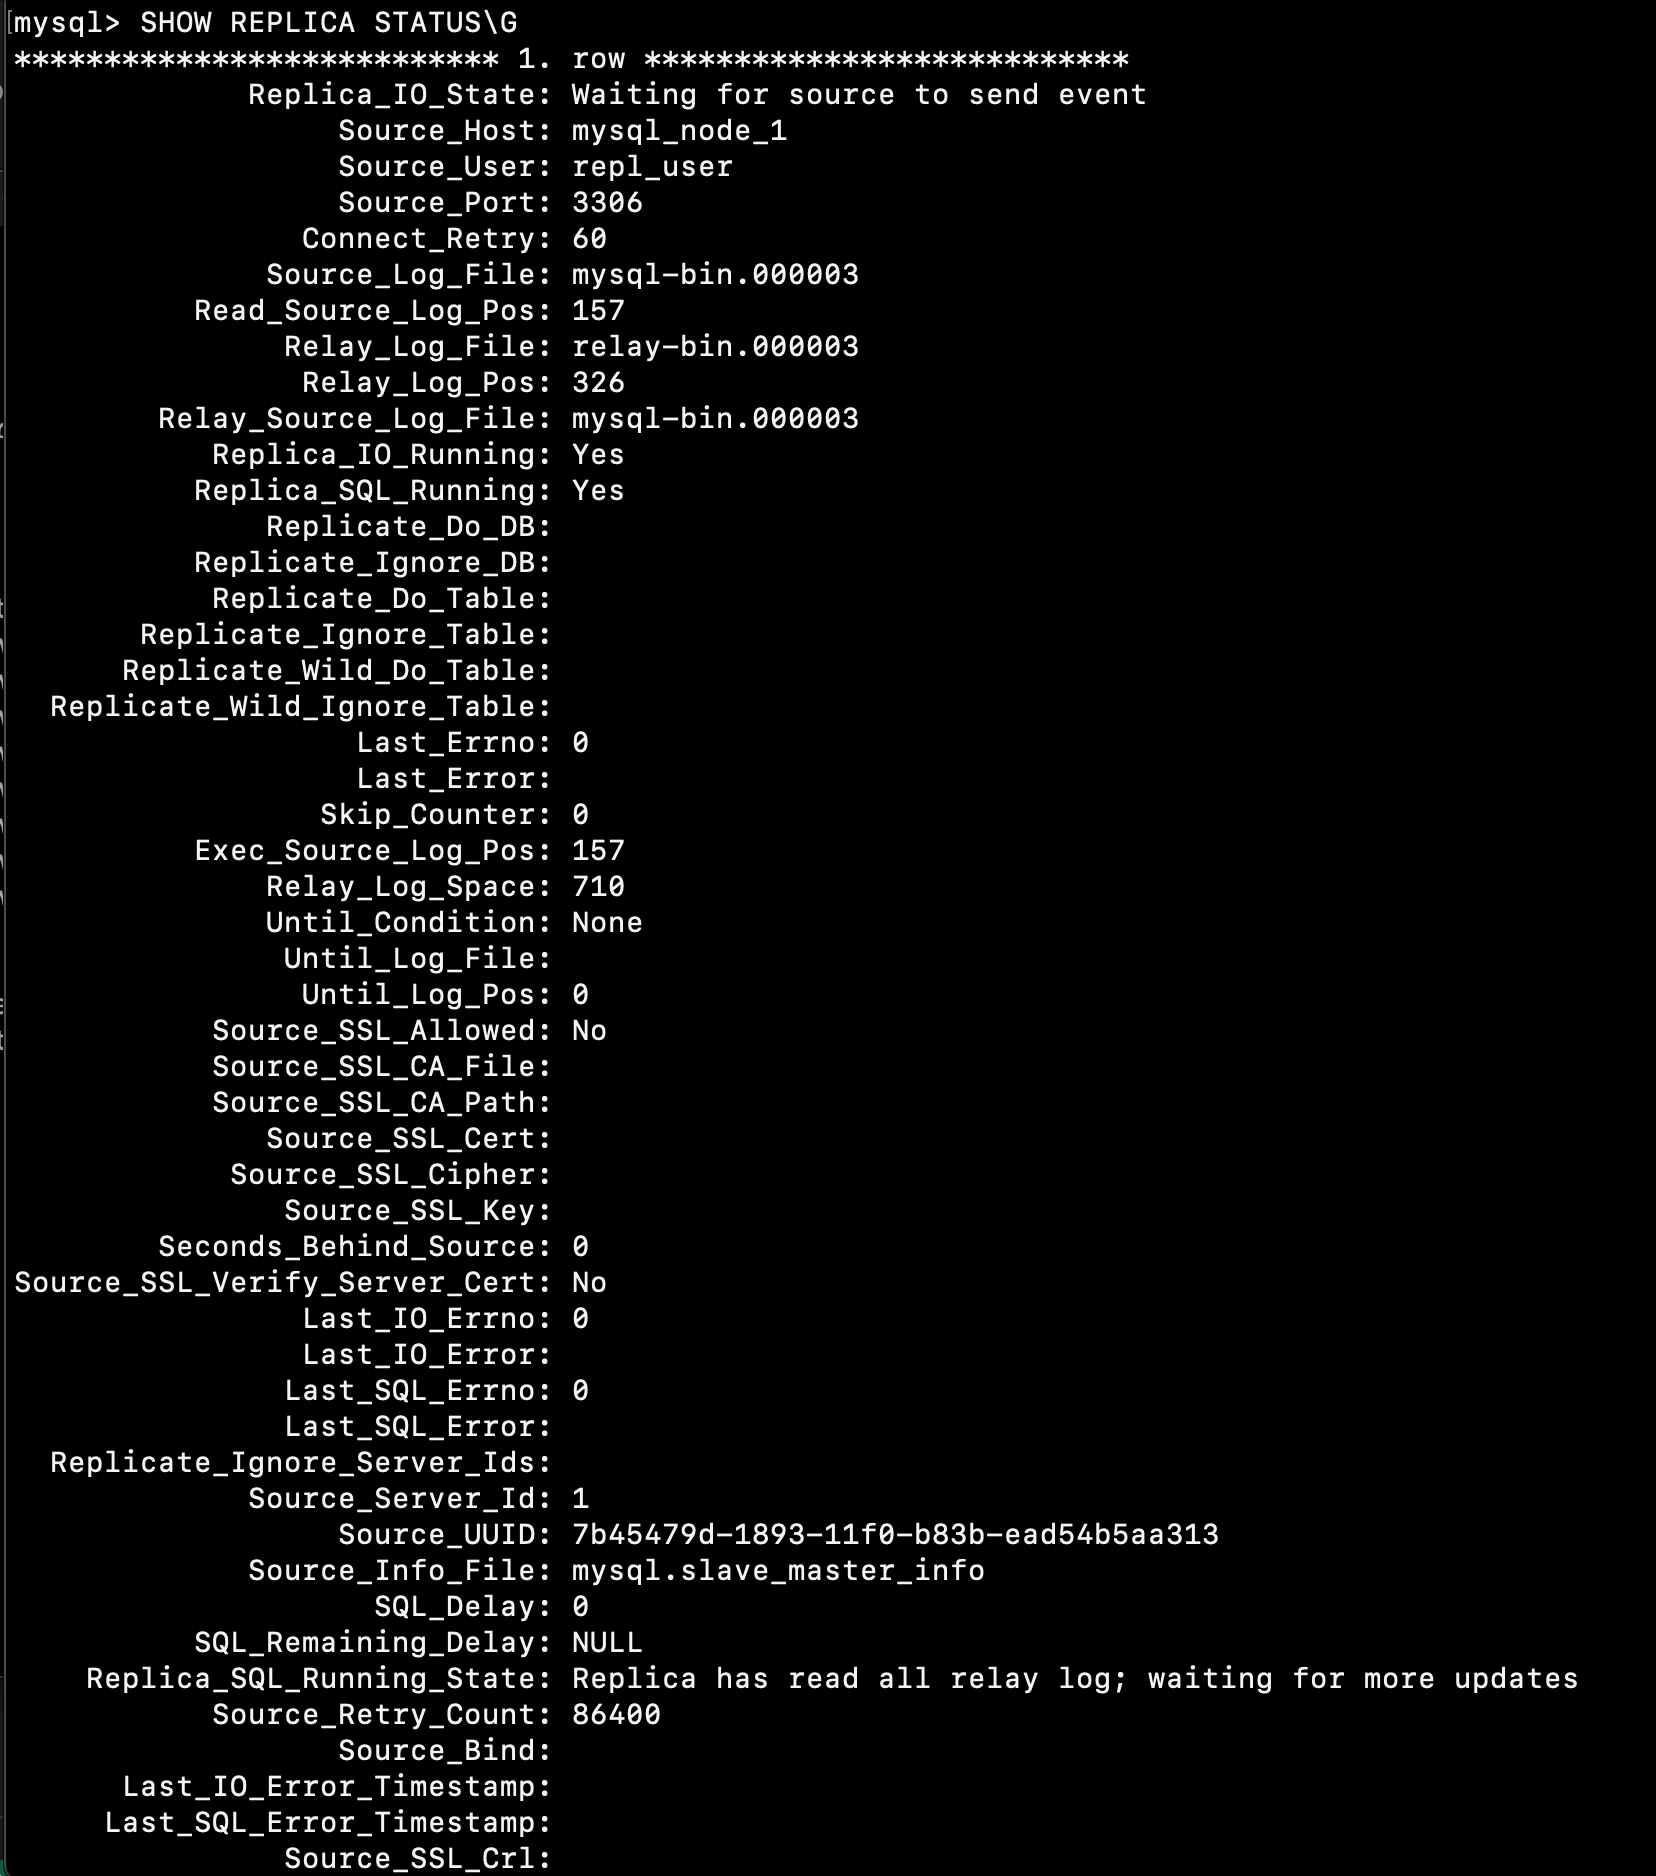 [mysql> SHOW REPLICA STATUS\G
*************************** 1. row ***************************
Replica_IO_State: Waiting for source to send event
Source_Host: mysql_node_1
Source_User: repl_user
Source_Port: 3306
Connect_Retry: 60
Source_Log_File: mysql-bin.000003
Read_Source_Log_Pos: 157
Relay_Log_File: relay-bin.000003
Relay_Log_Pos: 326
Relay_Source_Log_File: mysql-bin.000003
Replica_IO_Running: Yes
Replica_SQL_Running: Yes
Replicate_Do_DB:
Replicate_Ignore_DB:
Replicate_Do_Table:
Replicate_Ignore_Table:
Replicate_Wild_Do_Table:
Replicate_Wild_Ignore_Table:
Last_Errno: 0
Last_Error:
Skip_Counter: 0
Exec_Source_Log_Pos: 157
Relay_Log_Space: 710
Until_Condition: None
Until_Log_File:
Until_Log_Pos: 0
Source_SSL_Allowed: No
Source_SSL_CA_File:
Source_SSL_CA_Path:
Source_SSL_Cert:
Source_SSL_Cipher:
Source_SSL_Key:
Seconds_Behind_Source: 0
Source_SSL_Verify_Server_Cert: No
Last_IO_Errno: 0
Last_IO_Error:
Last_SQL_Errno: 0
Last_SQL_Error:
Replicate_Ignore_Server_Ids:
Source_Server_Id: 1
Source_UUID: 7b45479d-1893-11f0-b83b-ead54b5aa313
Source_Info_File: mysql.slave_master_info
SQL_Delay: 0
SQL_Remaining_Delay: NULL
Replica_SQL_Running_State: Replica has read all relay log; waiting for more updates
Source_Retry_Count: 86400
Source_Bind:
Last_IO_Error_Timestamp:
Last_SQL_Error_Timestamp:
Source_SSL_Crl: